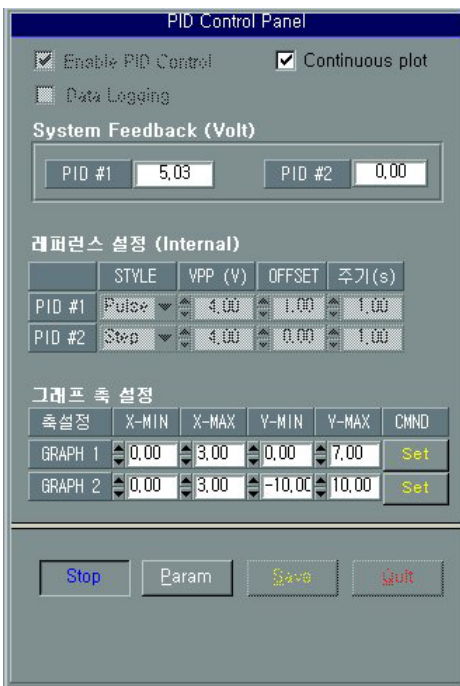 PID Control Panel
Enable PID Control Continuous plot
Data Logging
System Feedback (Volt)
PID #1 5,03 PID #2 0,00
레퍼런스 설정 (Internal)
STYLE VPP (V) OFFSET 주기(s)
PID #1 Pulse 4,00 1,00 1,00
PID #2 Step 4,00 0,00 1,00
그래프 축 설정
축설정 X-MIN X-MAX Y-MIN Y-MAX CMND
GRAPH 1 0,00 3,00 0,00 7,00 Set
GRAPH 2 0,00 3,00 -10,00 10,00 Set
Stop Param Save Quit